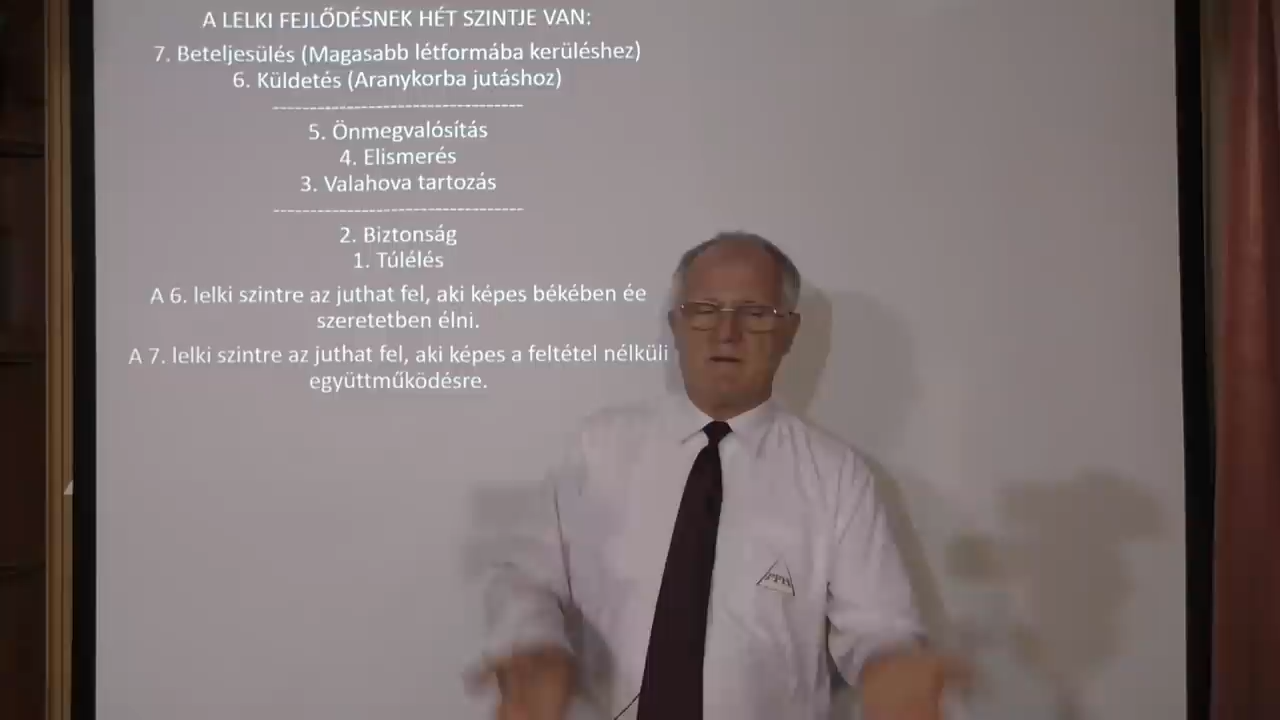 A LELKI FEJLŐDÉSNEK HÉT SZINTJE VAN:
7. Beteljesülés (Magasabb létformába kerüléshez)
6. Küldetés (Aranykorba jutáshoz)
----------------------------------
5. Önmegvalósítás
4. Elismerés
3. Valahova tartozás
----------------------------------
2. Biztonság
1. Túlélés
A 6. lelki szintre az juthat fel, aki képes békében ée
szeretetben élni.
A 7. lelki szintre az juthat fel, aki képes a feltétel nélküli
együttműködésre.